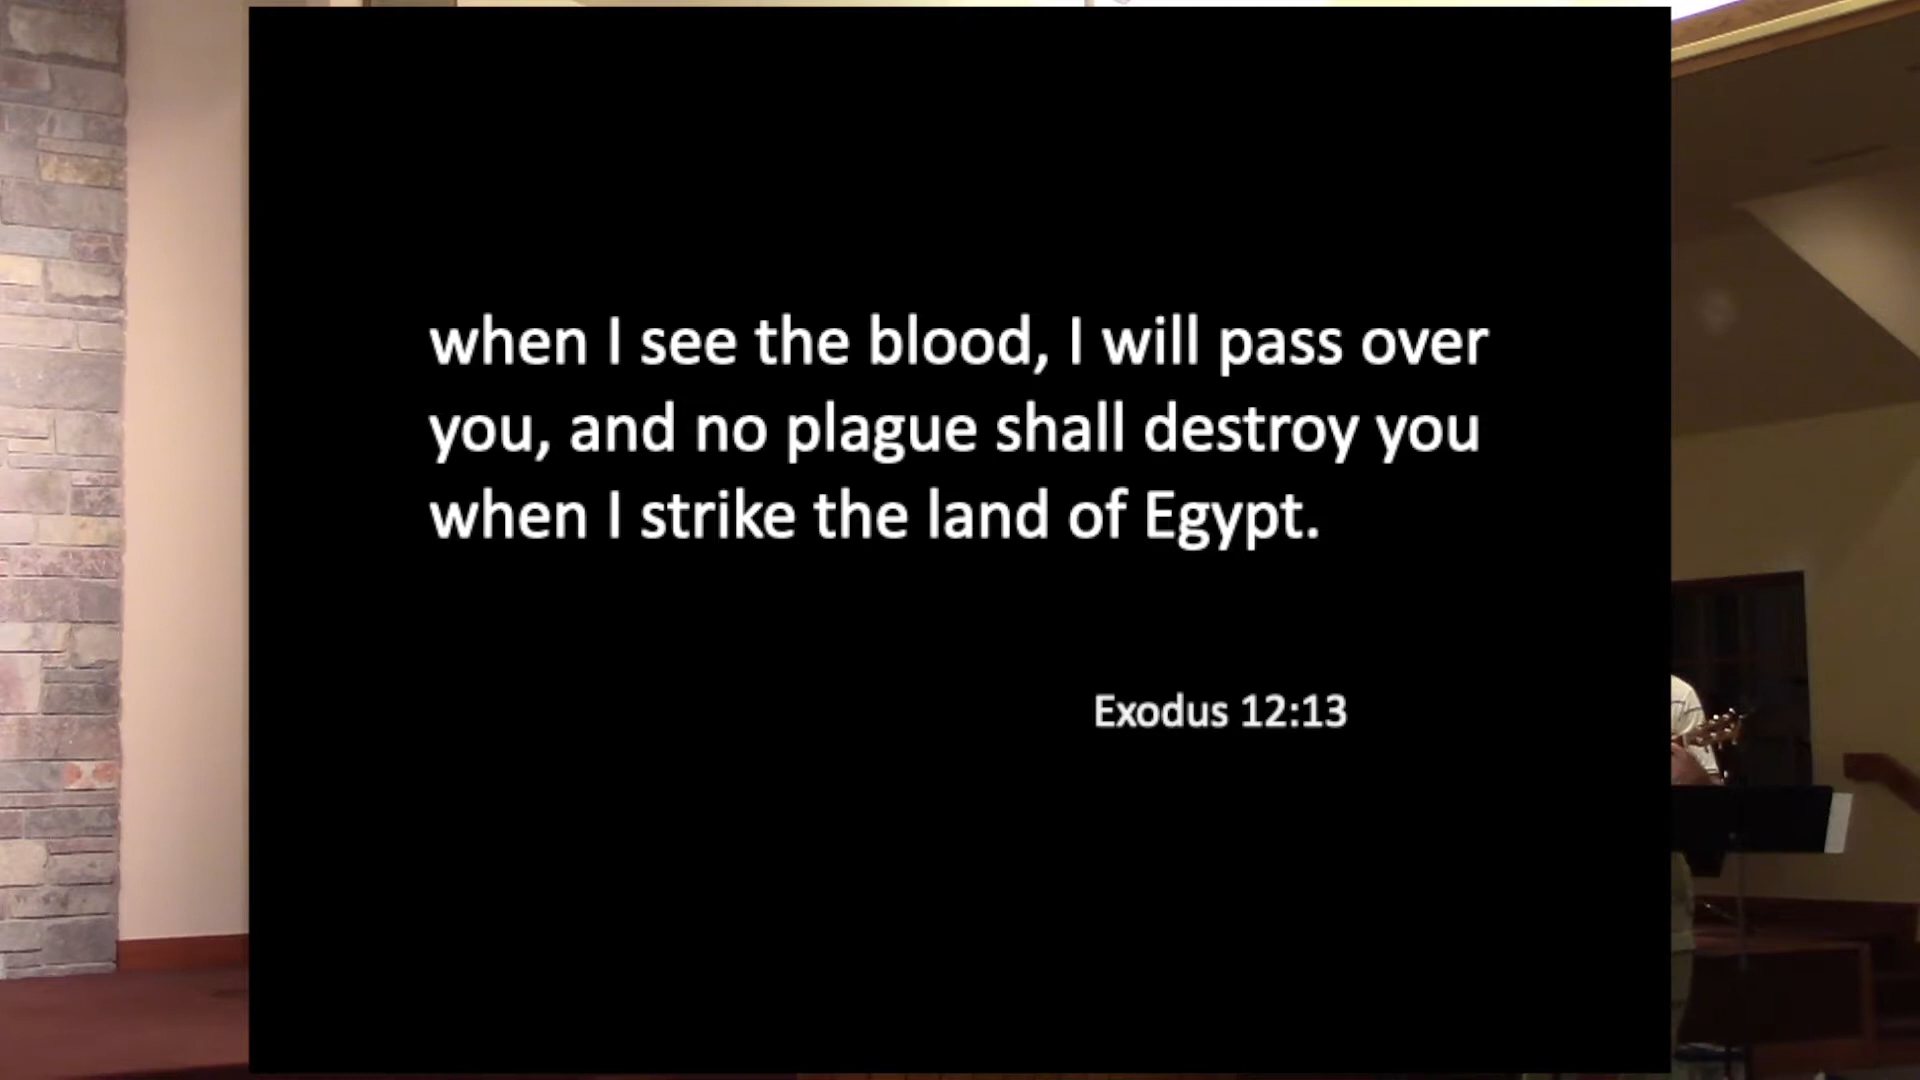 when I see the blood, I will pass over
you, and no plague shall destroy you
when I strike the land of Egypt.
Exodus 12:13